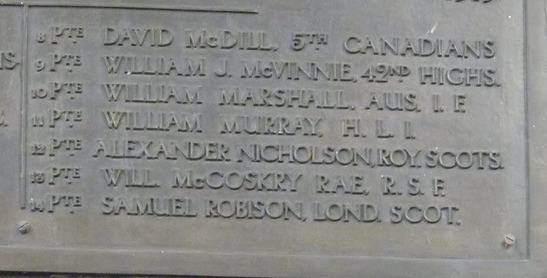 8 PTE DAVID McDILL, 5TH CANADIANS
9 PTE WILLIAM J. McVINNIE, 42ND HIGHS.
10 PTE WILLIAM MARSHALL, AUS. I. F.
11 PTE WILLIAM MURRAY, H. L. I.
12 PTE ALEXANDER NICHOLSON, ROY. SCOTS.
13 PTE WILL. McCOSKRY RAE, R. S. F.
14 PTE SAMUEL ROBISON, LOND. SCOT.